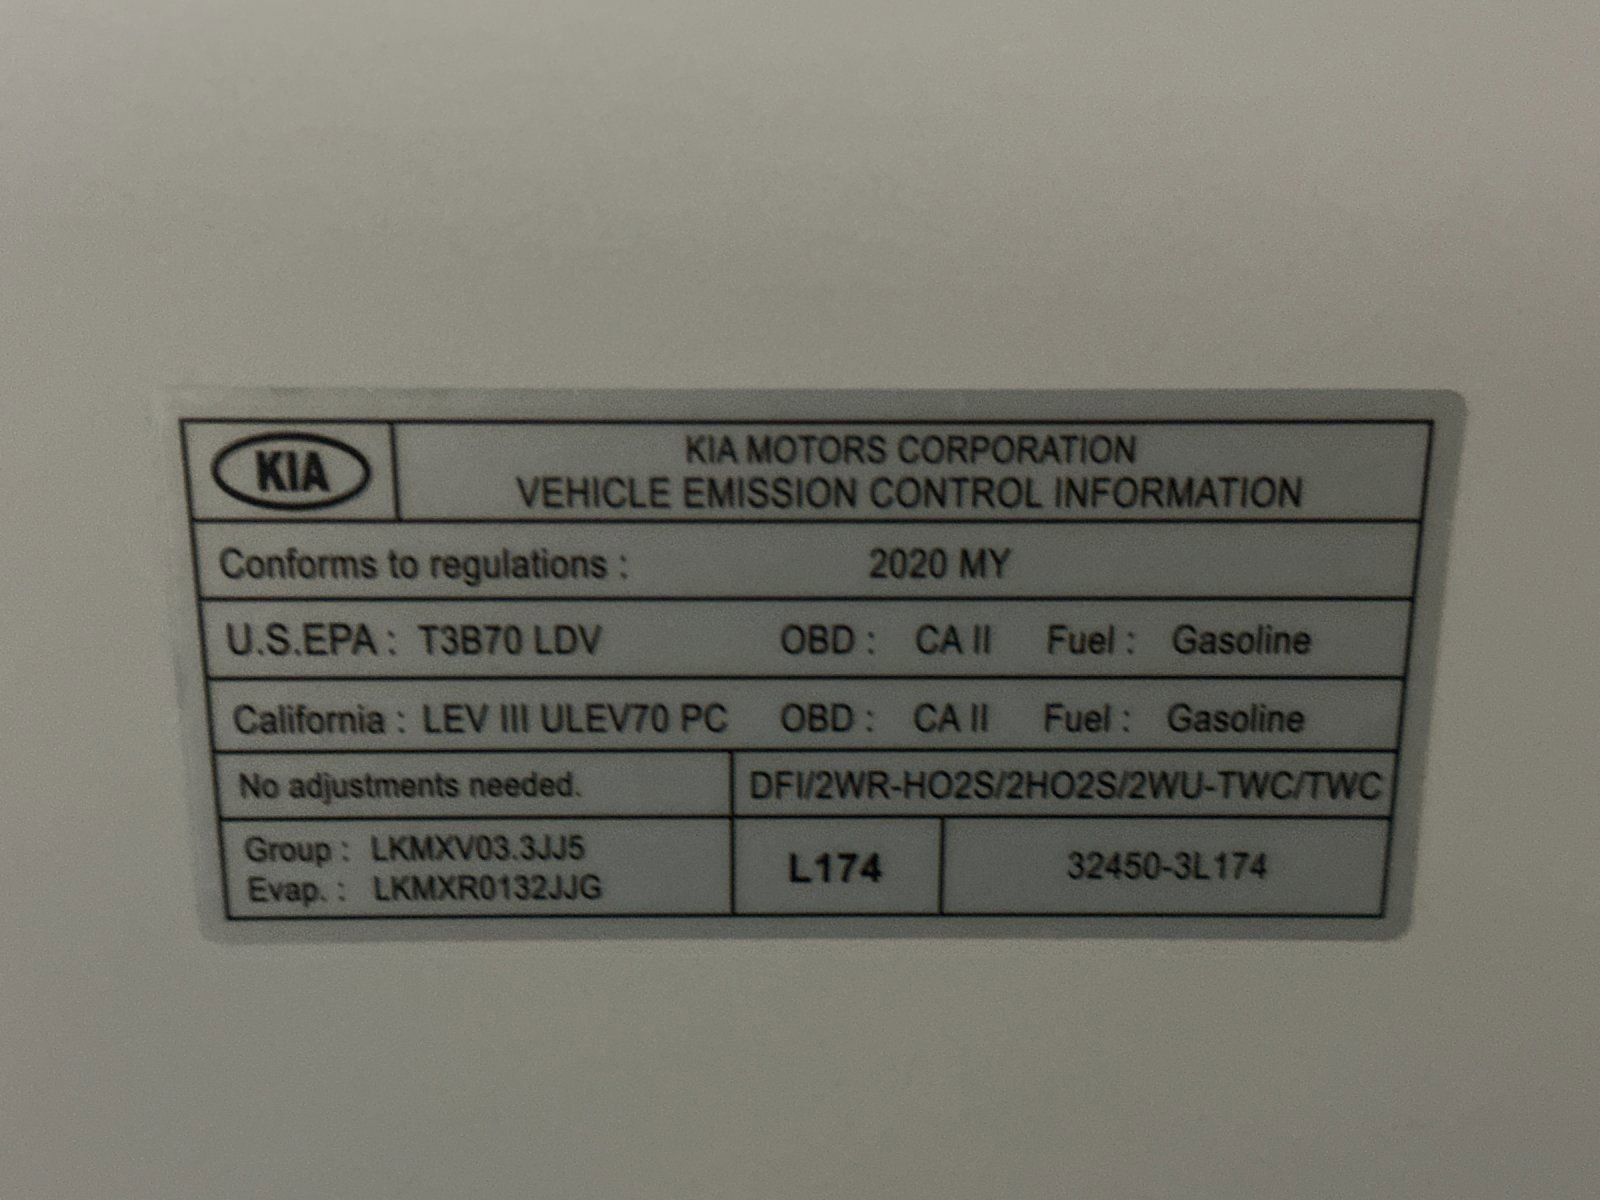 KIA
KIA MOTORS CORPORATION
VEHICLE EMISSION CONTROL INFORMATION
Conforms to regulations : 2020 MY
U.S.EPA : T3B70 LDV OBD : CA II Fuel : Gasoline
California : LEV III ULEV70 PC OBD : CA II Fuel : Gasoline
No adjustments needed. DFI/2WR-HO2S/2HO2S/2WU-TWC/TWC
Group : LKMXV03.3JJ5
Evap. : LKMXR0132JJG
L174
32450-3L174